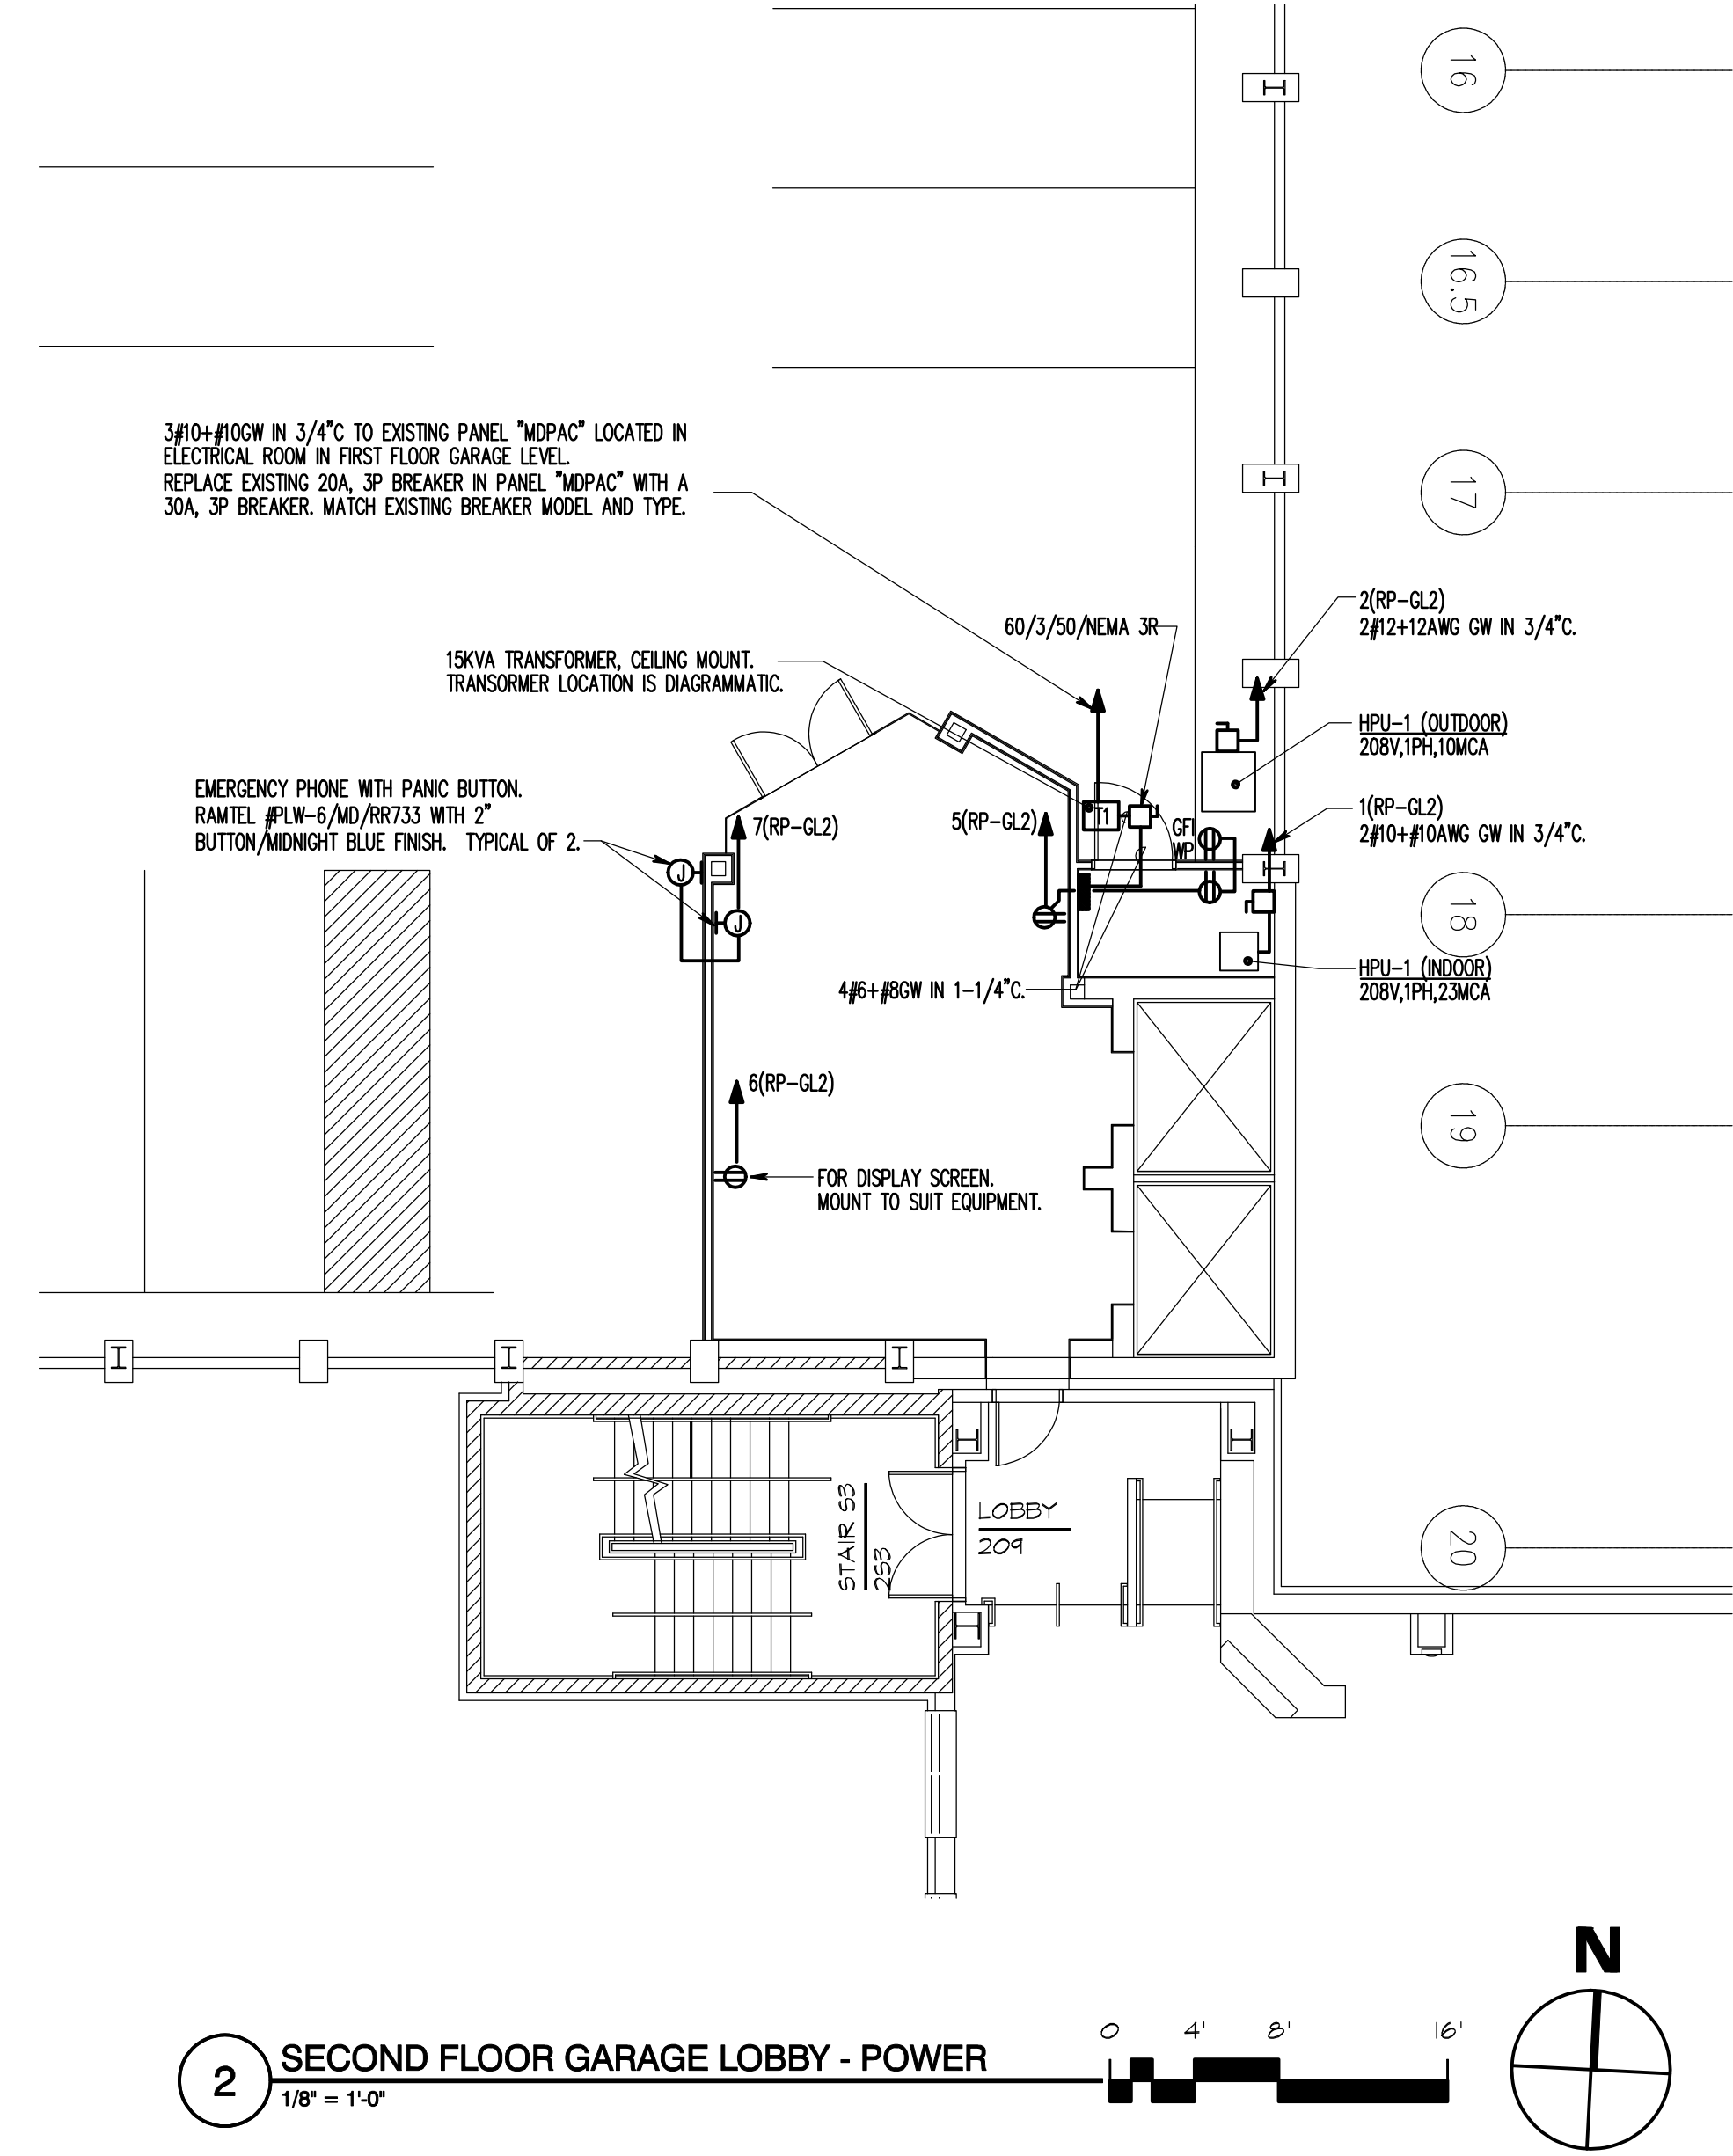 16
16.5
3#10+#10GW IN 3/4"C TO EXISTING PANEL "MDPAC" LOCATED IN
ELECTRICAL ROOM IN FIRST FLOOR GARAGE LEVEL.
REPLACE EXISTING 20A, 3P BREAKER IN PANEL "MDPAC" WITH A
30A, 3P BREAKER. MATCH EXISTING BREAKER MODEL AND TYPE.
17
60/3/50/NEMA 3R
2(RP-GL2)
2#12+12AWG GW IN 3/4"C.
15KVA TRANSFORMER, CEILING MOUNT.
TRANSORMER LOCATION IS DIAGRAMMATIC.
HPU-1 (OUTDOOR)
208V,1PH,10MCA
EMERGENCY PHONE WITH PANIC BUTTON.
RAMTEL #PLW-6/MD/RR733 WITH 2"
BUTTON/MIDNIGHT BLUE FINISH. TYPICAL OF 2.
7(RP-GL2)
5(RP-GL2)
T1
GFI
WP
1(RP-GL2)
2#10+#10AWG GW IN 3/4"C.
J
J
18
4#6+#8GW IN 1-1/4"C.
HPU-1 (INDOOR)
208V,1PH,23MCA
6(RP-GL2)
19
FOR DISPLAY SCREEN.
MOUNT TO SUIT EQUIPMENT.
STAIR S3
2S3
LOBBY
209
20
N
2
SECOND FLOOR GARAGE LOBBY - POWER
1/8" = 1'-0"
0 4' 8' 16'